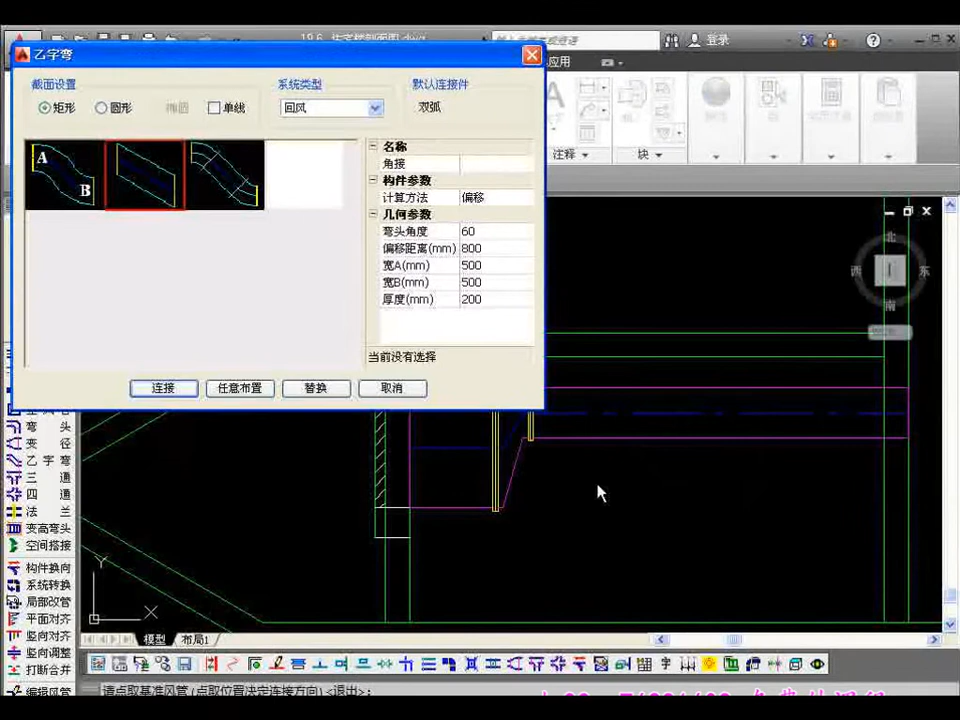 19.6
登录
乙字弯
应用
截面设置
系统类型
默认连接件
矩形
圆形
椭圆
单线
回风
双弧
注释
块
A
B
名称
角接
构件参数
计算方法 偏移
几何参数
弯头角度 60
偏移距离(mm) 800
宽A(mm) 500
宽B(mm) 500
厚度(mm) 200
当前没有选择
连接
任意布置
替换
取消
北
西
东
南
弯 头
变 径
乙 字 弯
三 通
四 通
法 兰
变高弯头
空间搭接
构件换向
系统转换
局部改管
平面对齐
竖向对齐
竖向调整
打断合并
编辑风管
Y
X
模型
布局1
请点取基准风管(点取位置决定连接方向)<退出>: